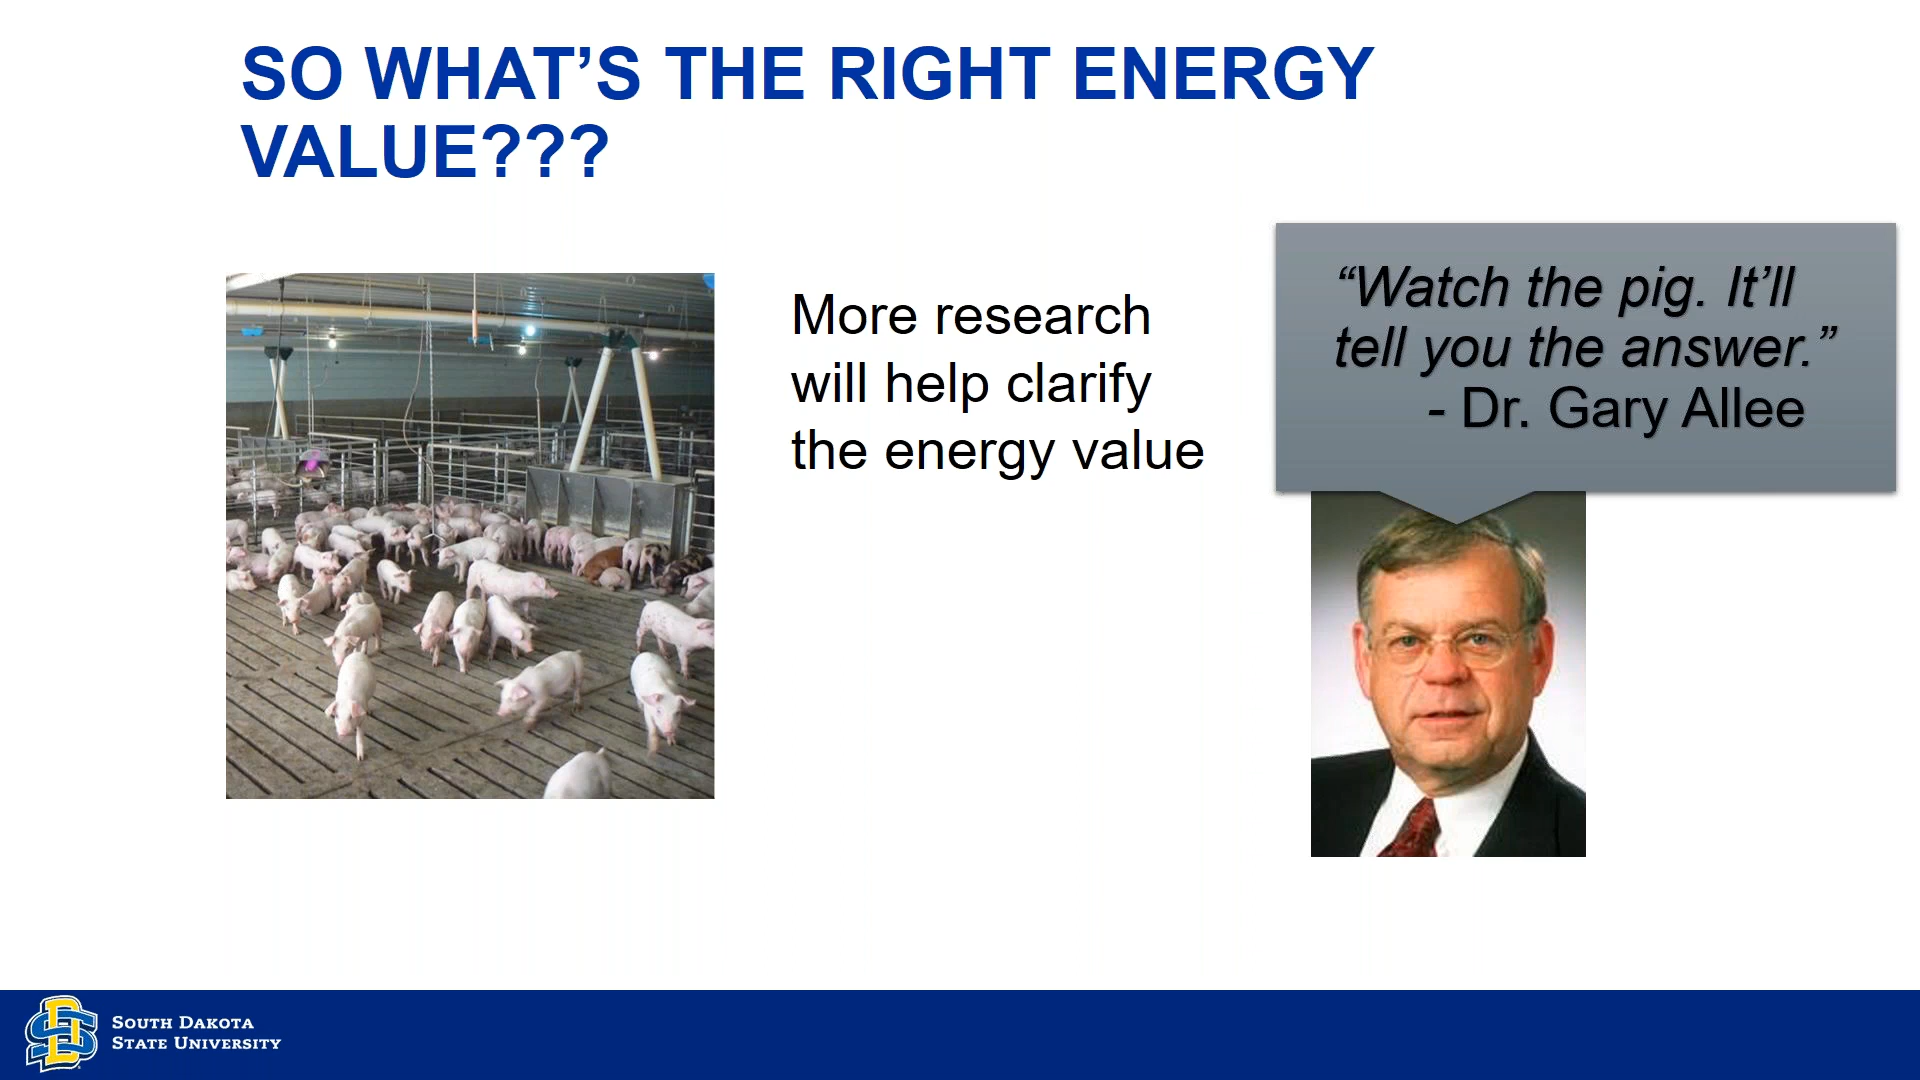 SO WHAT’S THE RIGHT ENERGY
VALUE???
More research
will help clarify
the energy value
“Watch the pig. It’ll
tell you the answer.”
- Dr. Gary Allee
SOUTH DAKOTA
STATE UNIVERSITY